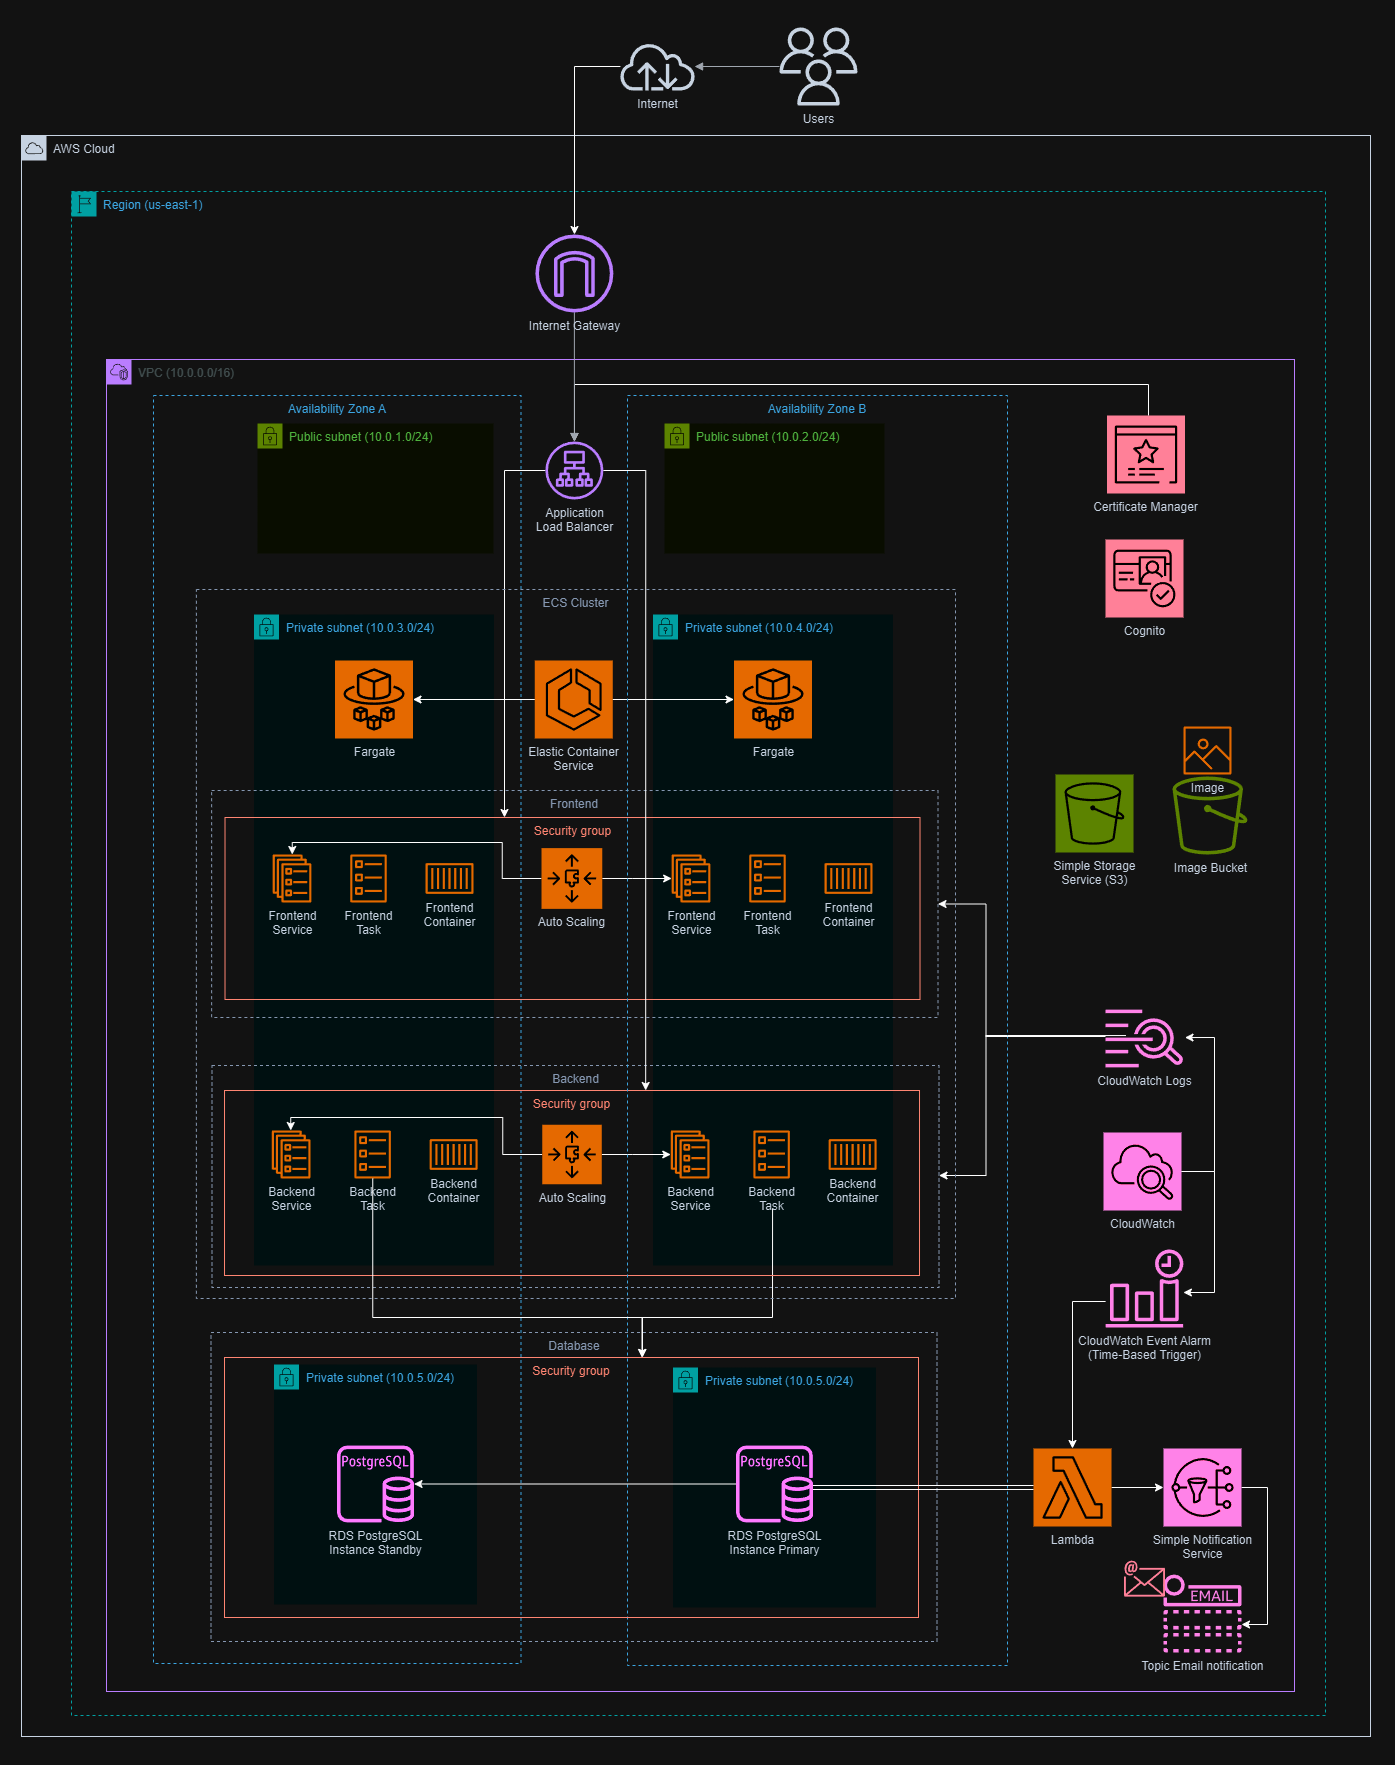 Internet
Users
AWS Cloud
Region (us-east-1)
Internet Gateway
VPC (10.0.0.0/16)
Availability Zone A
Availability Zone B
Public subnet (10.0.1.0/24)
Public subnet (10.0.2.0/24)
Application
Load Balancer
Certificate Manager
Cognito
ECS Cluster
Private subnet (10.0.3.0/24)
Private subnet (10.0.4.0/24)
Fargate
Elastic Container
Service
Fargate
Image
Simple Storage
Service (S3)
Image Bucket
Frontend
Security group
Frontend
Service
Frontend
Task
Frontend
Container
Auto Scaling
Frontend
Service
Frontend
Task
Frontend
Container
CloudWatch Logs
Backend
Security group
Backend
Service
Backend
Task
Backend
Container
Auto Scaling
Backend
Service
Backend
Task
Backend
Container
CloudWatch
CloudWatch Event Alarm
(Time-Based Trigger)
Database
Security group
Private subnet (10.0.5.0/24)
Private subnet (10.0.5.0/24)
PostgreSQL
RDS PostgreSQL
Instance Standby
PostgreSQL
RDS PostgreSQL
Instance Primary
Lambda
Simple Notification
Service
@
EMAIL
Topic Email notification